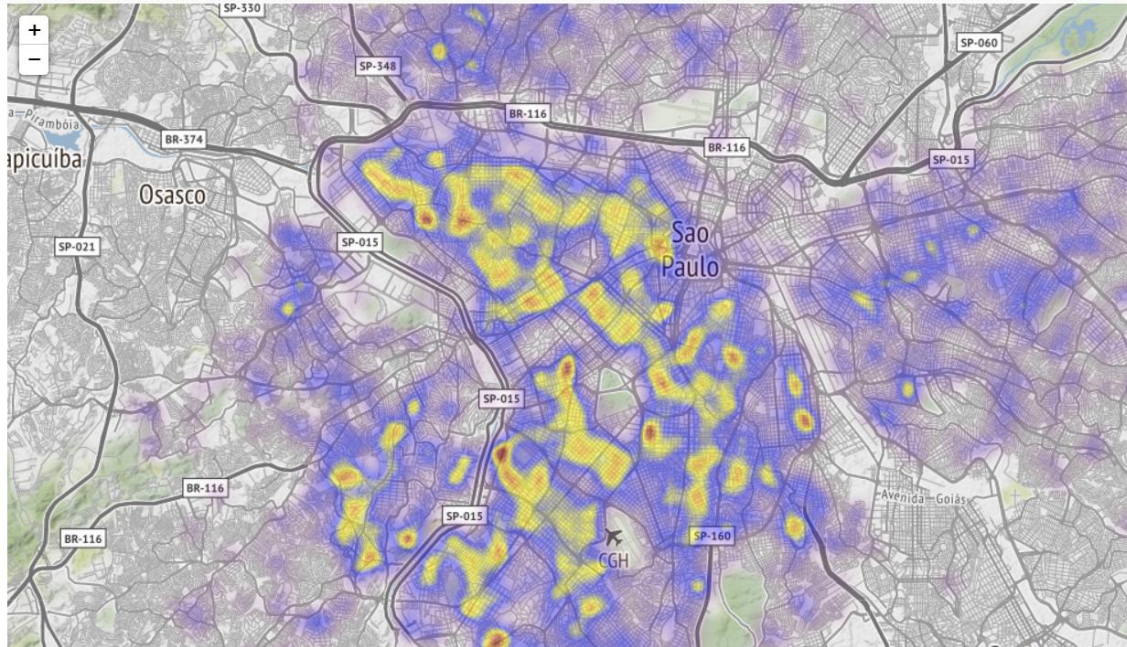 SP-330
+
−
SP-348
SP-060
a Pirambóia
BR-116
BR-374
BR-116
SP-015
apicuíba
Osasco
SP-021
SP-015
Sao
Paulo
SP-015
BR-116
Avenida Goiás
SP-015
BR-116
SP-160
CGH